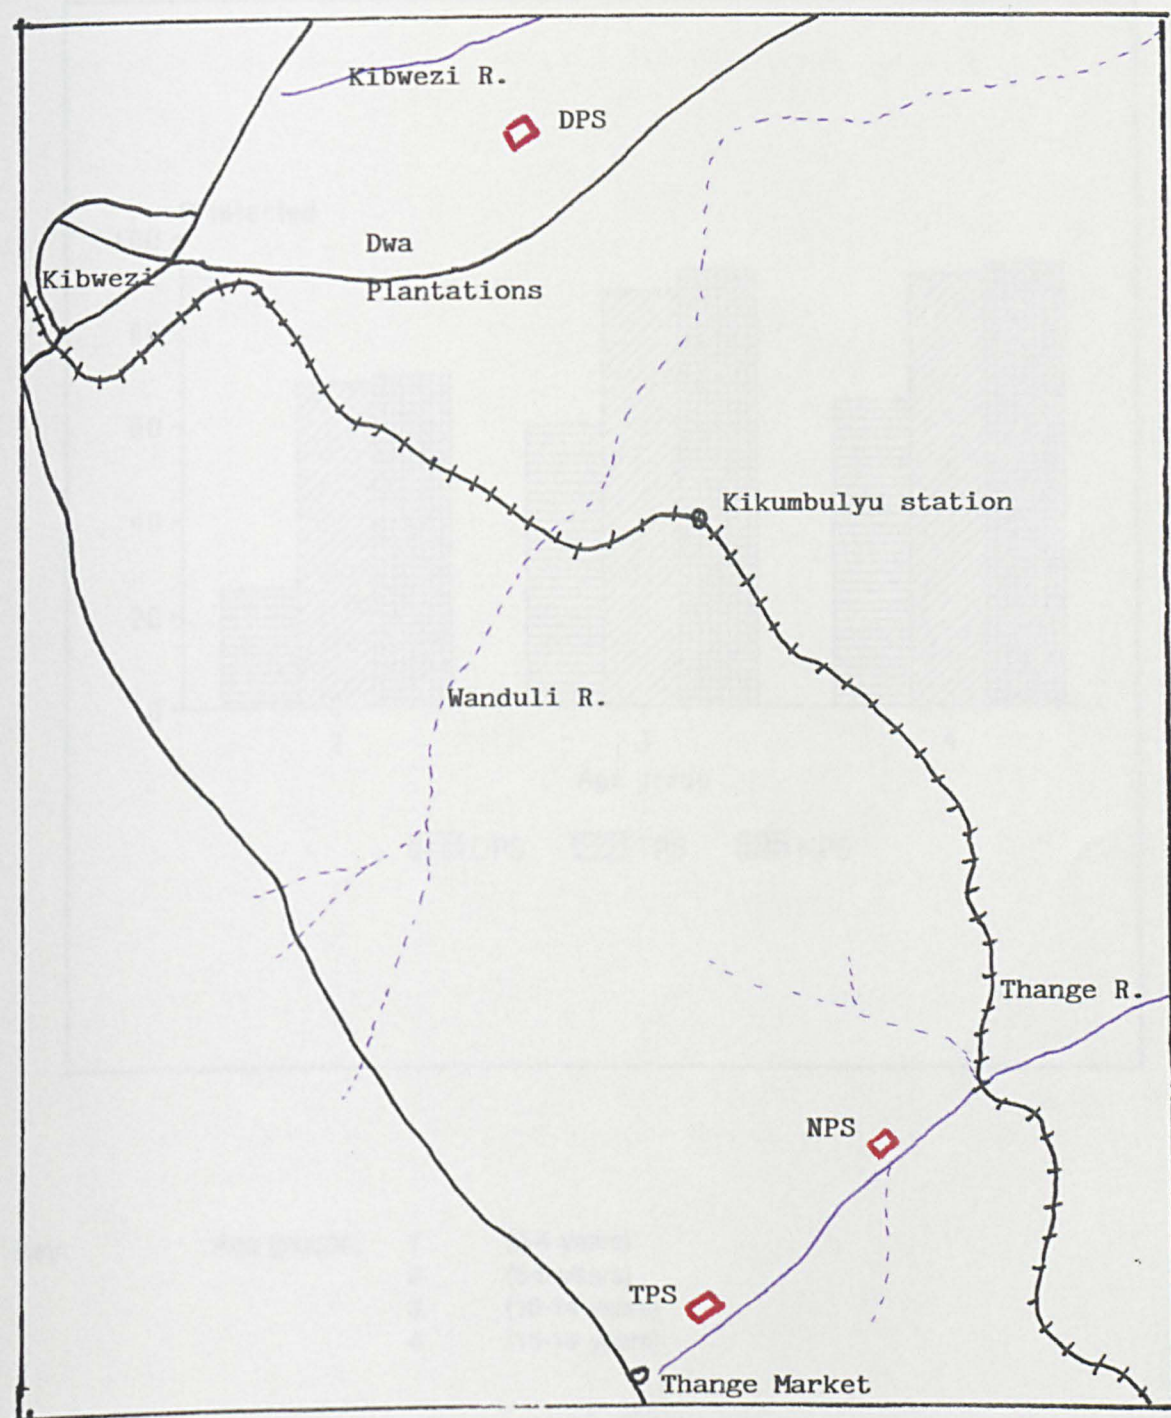 Kibwezi R.
DPS
Dwa
Plantations
Kibwezi
Kikumbulyu station
Wanduli R.
Thange R.
NPS
TPS
Thange Market